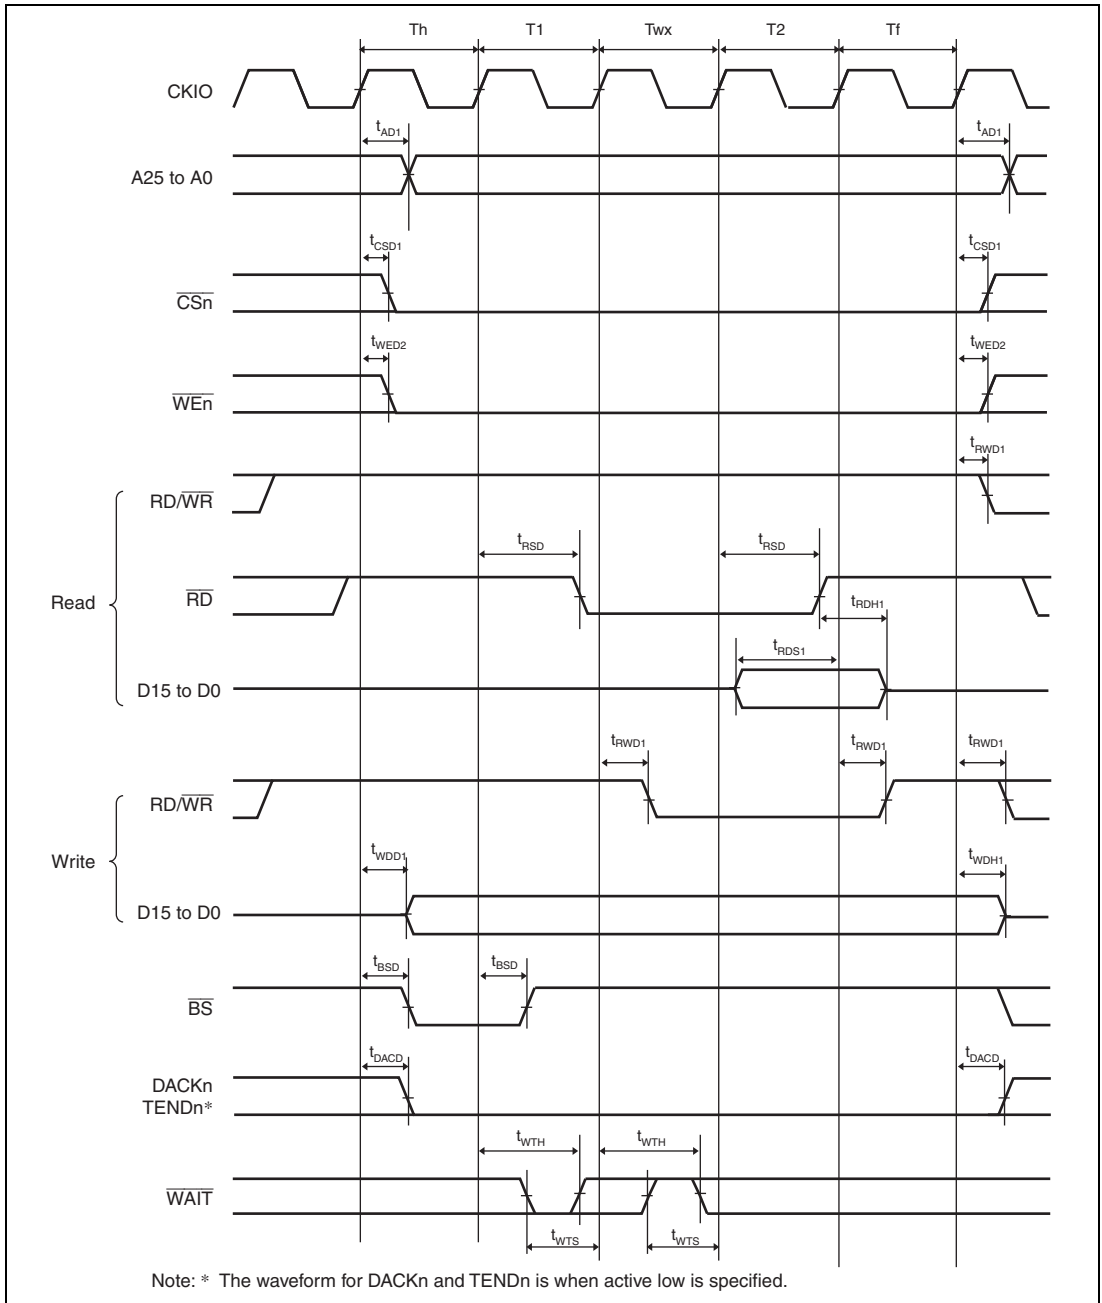 Th T1 Twx T2 Tf
CKIO
tAD1 tAD1
A25 to A0
tCSD1 tCSD1
CSn
tWED2 tWED2
WEn
tRWD1
RD/WR
tRSD tRSD
Read
RD
tRDH1
tRDS1
D15 to D0
tRWD1 tRWD1 tRWD1
RD/WR
Write
tWDD1 tWDH1
D15 to D0
tBSD tBSD
BS
tDACD tDACD
DACKn
TENDn*
tWTH tWTH
WAIT
tWTS tWTS
Note: * The waveform for DACKn and TENDn is when active low is specified.